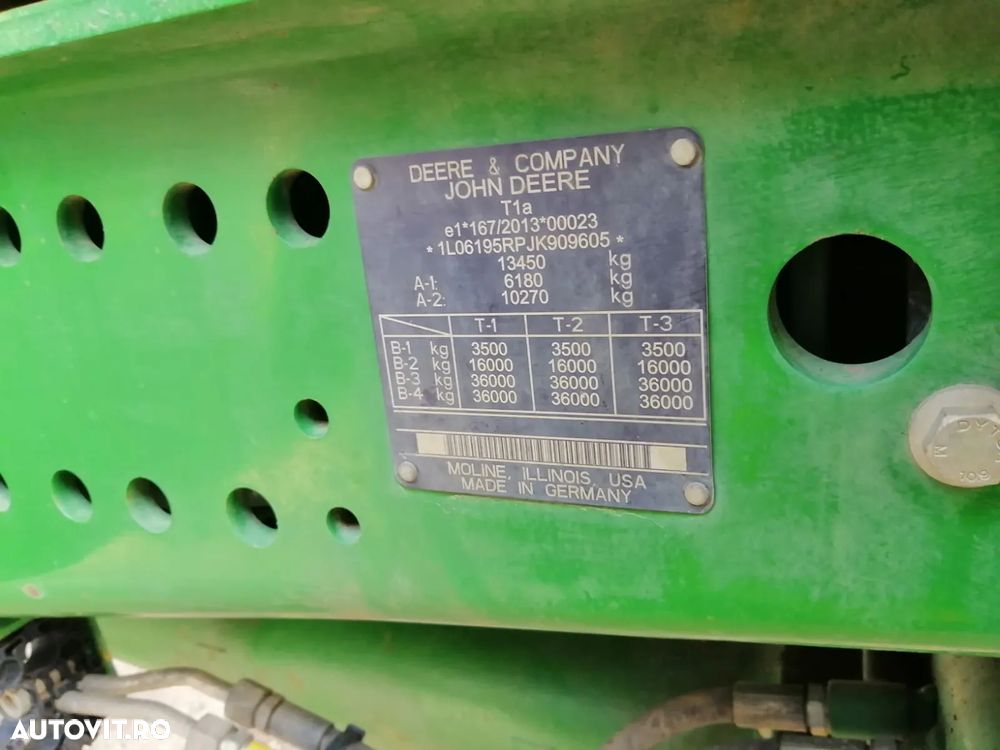 DEERE & COMPANY
JOHN DEERE
T1a
e1*167/2013*00023
* 1L06195RPJK909605 *
13450 kg
A-1: 6180 kg
A-2: 10270 kg
T-1 T-2 T-3
B-1 kg 3500 3500 3500
B-2 kg 16000 16000 16000
B-3 kg 36000 36000 36000
B-4 kg 36000 36000 36000
MOLINE, ILLINOIS, USA
MADE IN GERMANY
M
10.9
AUTOVIT.RO